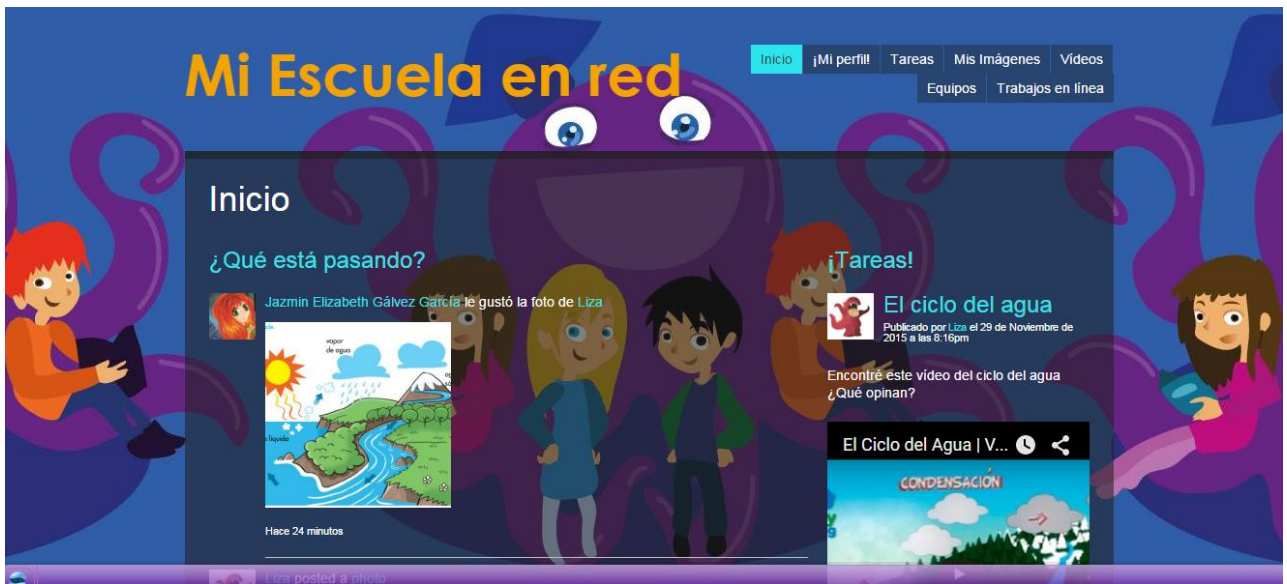 Mi Escuela en red
Inicio ¡Mi perfil! Tareas Mis Imágenes Vídeos
Equipos Trabajos en línea
Inicio
¿Qué está pasando?
Jazmin Elizabeth Gálvez García le gustó la foto de Liza
vapor
de agua
líquido
Hace 24 minutos
Liza posted a photo
¡Tareas!
El ciclo del agua
Publicado por Liza el 29 de Noviembre de
2015 a las 8:16pm
Encontré este vídeo del ciclo del agua
¿Qué opinan?
El Ciclo del Agua | V...
CONDENSACIÓN